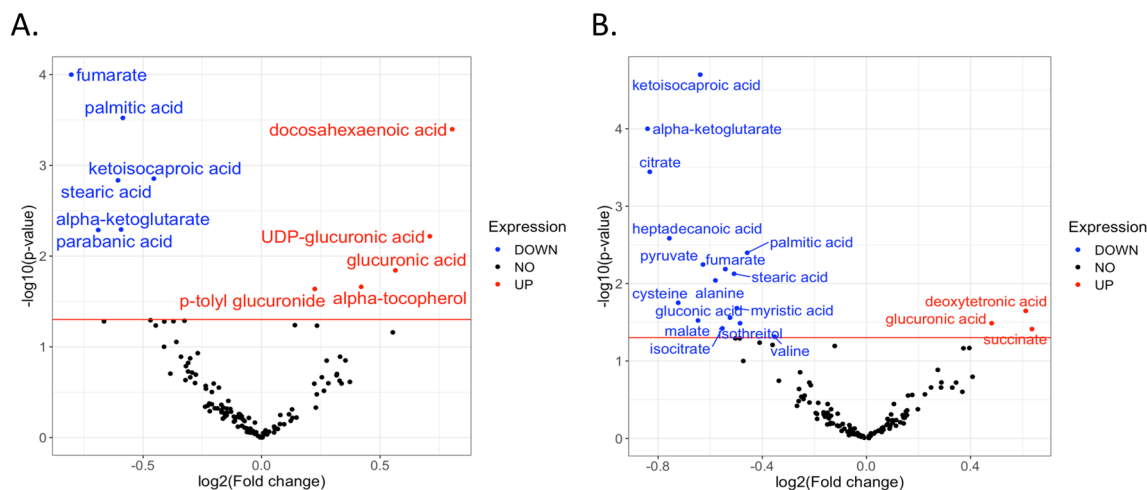 A.
fumarate
palmitic acid
docosahexaenoic acid
ketoisocaproic acid
stearic acid
alpha-ketoglutarate
parabanic acid
UDP-glucuronic acid
glucuronic acid
p-tolyl glucuronide
alpha-tocopherol
4
3
2
1
0
-0.5
0.0
0.5
-log10(p-value)
log2(Fold change)
Expression
DOWN
NO
UP
B.
ketoisocaproic acid
alpha-ketoglutarate
citrate
heptadecanoic acid
palmitic acid
pyruvate
fumarate
stearic acid
cysteine
alanine
gluconic acid
myristic acid
malate
isothreitol
isocitrate
valine
deoxytetronic acid
glucuronic acid
succinate
4
3
2
1
0
-0.8
-0.4
0.0
0.4
-log10(p-value)
log2(Fold change)
Expression
DOWN
NO
UP